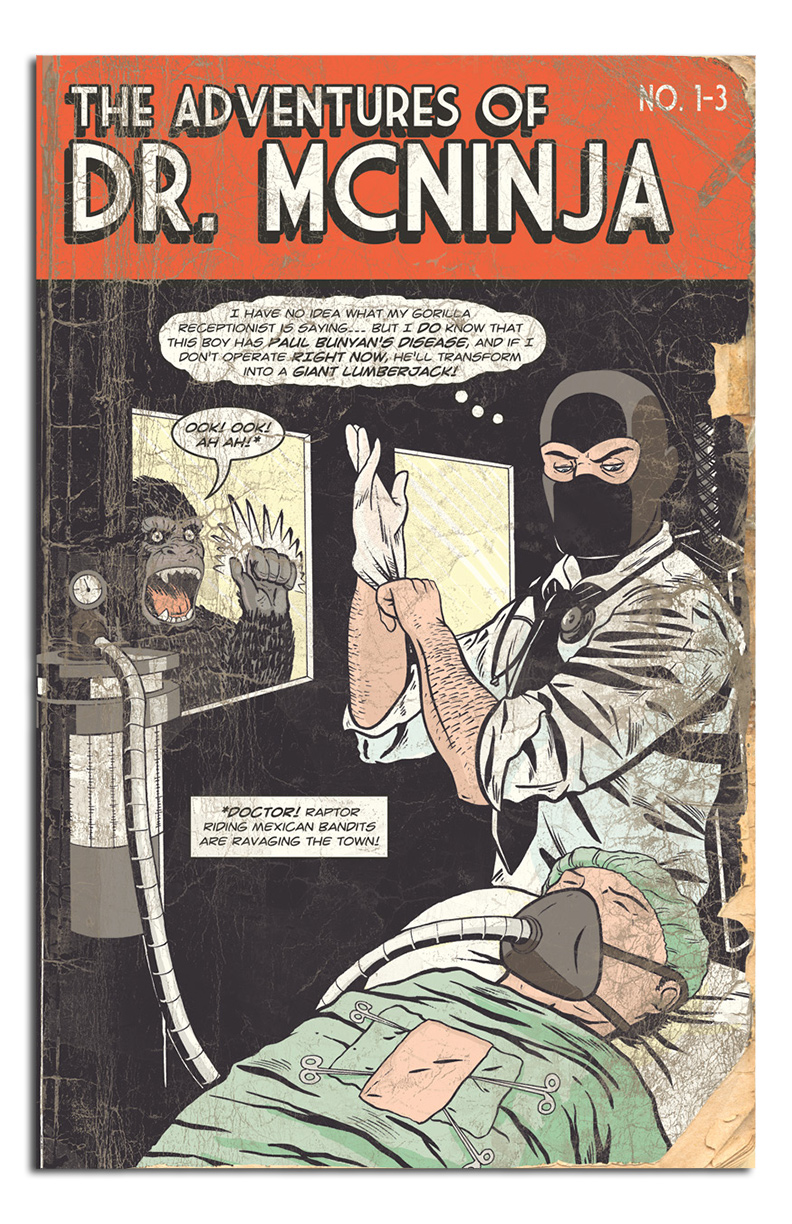 THE ADVENTURES OF
NO. 1-3
DR. MCNINJA
I HAVE NO IDEA WHAT MY GORILLA
RECEPTIONIST IS SAYING... BUT I DO KNOW THAT
THIS BOY HAS PAUL BUNYAN'S DISEASE, AND IF I
DON'T OPERATE RIGHT NOW, HE'LL TRANSFORM
INTO A GIANT LUMBERJACK!
OOK! OOK!
AH AH!*
*DOCTOR! RAPTOR
RIDING MEXICAN BANDITS
ARE RAVAGING THE TOWN!